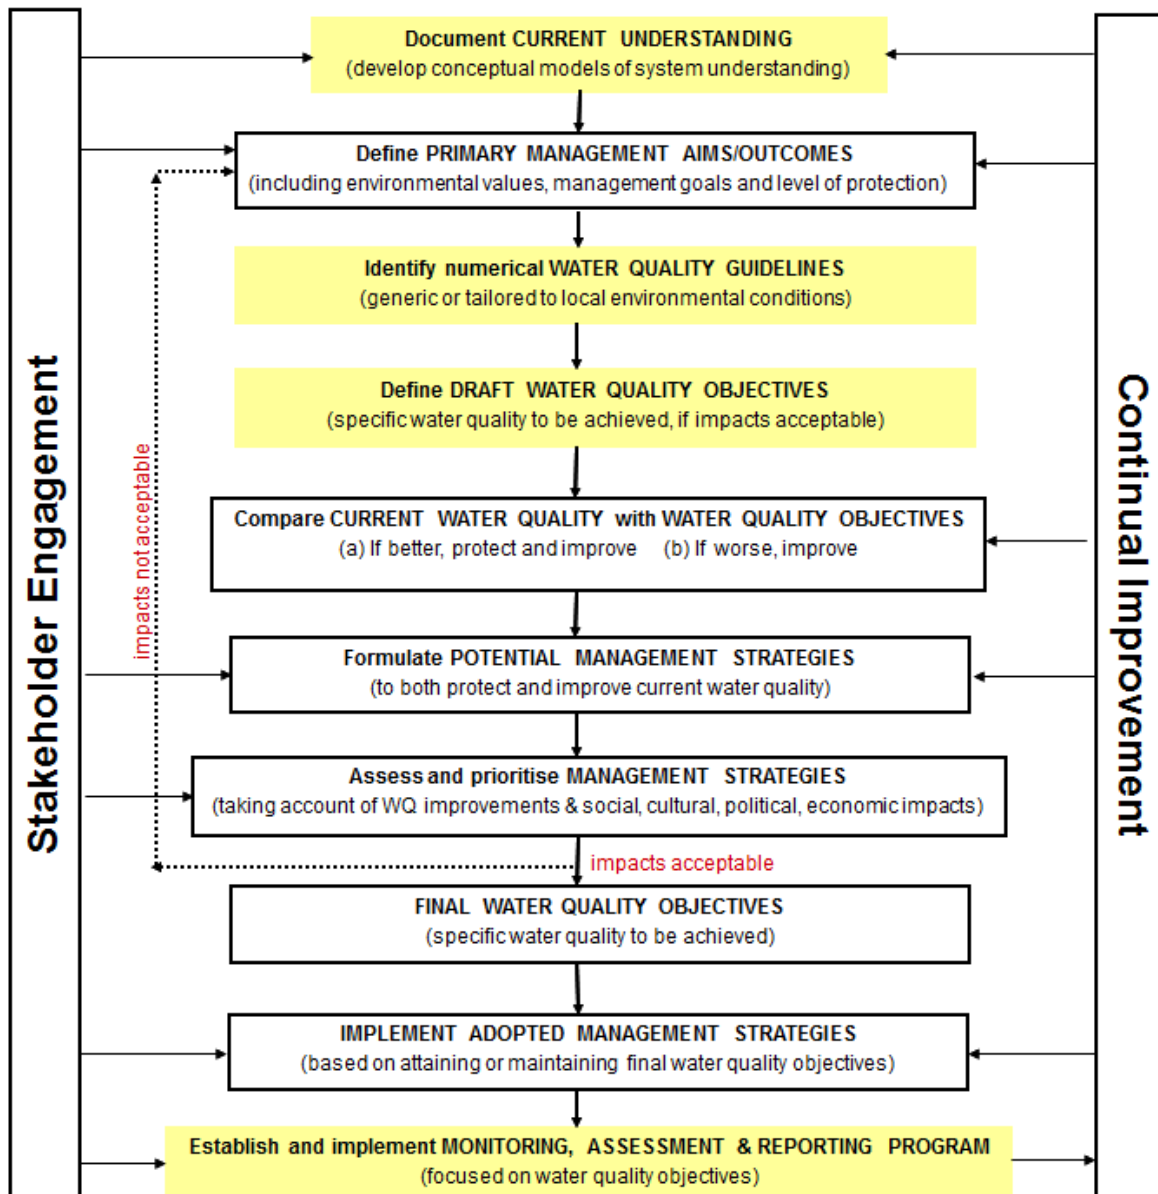 Stakeholder Engagement
Document CURRENT UNDERSTANDING
(develop conceptual models of system understanding)
Define PRIMARY MANAGEMENT AIMS/OUTCOMES
(including environmental values, management goals and level of protection)
Identify numerical WATER QUALITY GUIDELINES
(generic or tailored to local environmental conditions)
Define DRAFT WATER QUALITY OBJECTIVES
(specific water quality to be achieved, if impacts acceptable)
impacts not acceptable
Compare CURRENT WATER QUALITY with WATER QUALITY OBJECTIVES
(a) If better, protect and improve (b) If worse, improve
Formulate POTENTIAL MANAGEMENT STRATEGIES
(to both protect and improve current water quality)
Assess and prioritise MANAGEMENT STRATEGIES
(taking account of WQ improvements & social, cultural, political, economic impacts)
impacts acceptable
FINAL WATER QUALITY OBJECTIVES
(specific water quality to be achieved)
IMPLEMENT ADOPTED MANAGEMENT STRATEGIES
(based on attaining or maintaining final water quality objectives)
Establish and implement MONITORING, ASSESSMENT & REPORTING PROGRAM
(focused on water quality objectives)
Continual Improvement